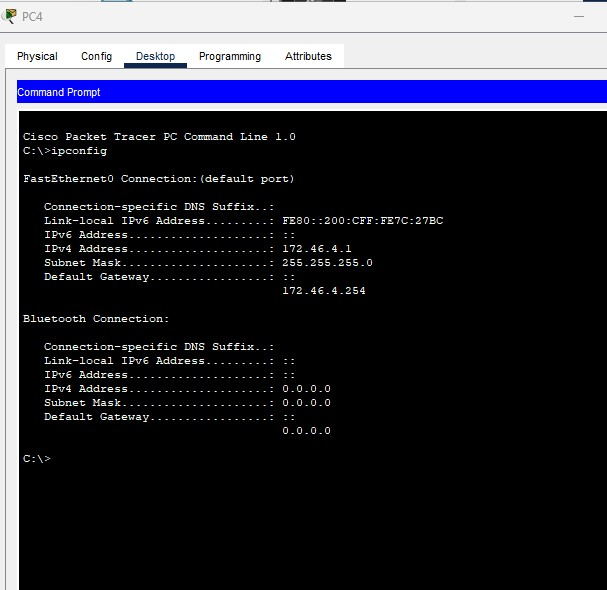 PC4
Physical Config Desktop Programming Attributes
Command Prompt
Cisco Packet Tracer PC Command Line 1.0
C:\>ipconfig
FastEthernet0 Connection:(default port)
Connection-specific DNS Suffix..:
Link-local IPv6 Address.........: FE80::200:CFF:FE7C:27BC
IPv6 Address....................: ::
IPv4 Address....................: 172.46.4.1
Subnet Mask.....................: 255.255.255.0
Default Gateway.................: ::
172.46.4.254
Bluetooth Connection:
Connection-specific DNS Suffix..:
Link-local IPv6 Address.........: ::
IPv6 Address....................: ::
IPv4 Address....................: 0.0.0.0
Subnet Mask.....................: 0.0.0.0
Default Gateway.................: ::
0.0.0.0
C:\>